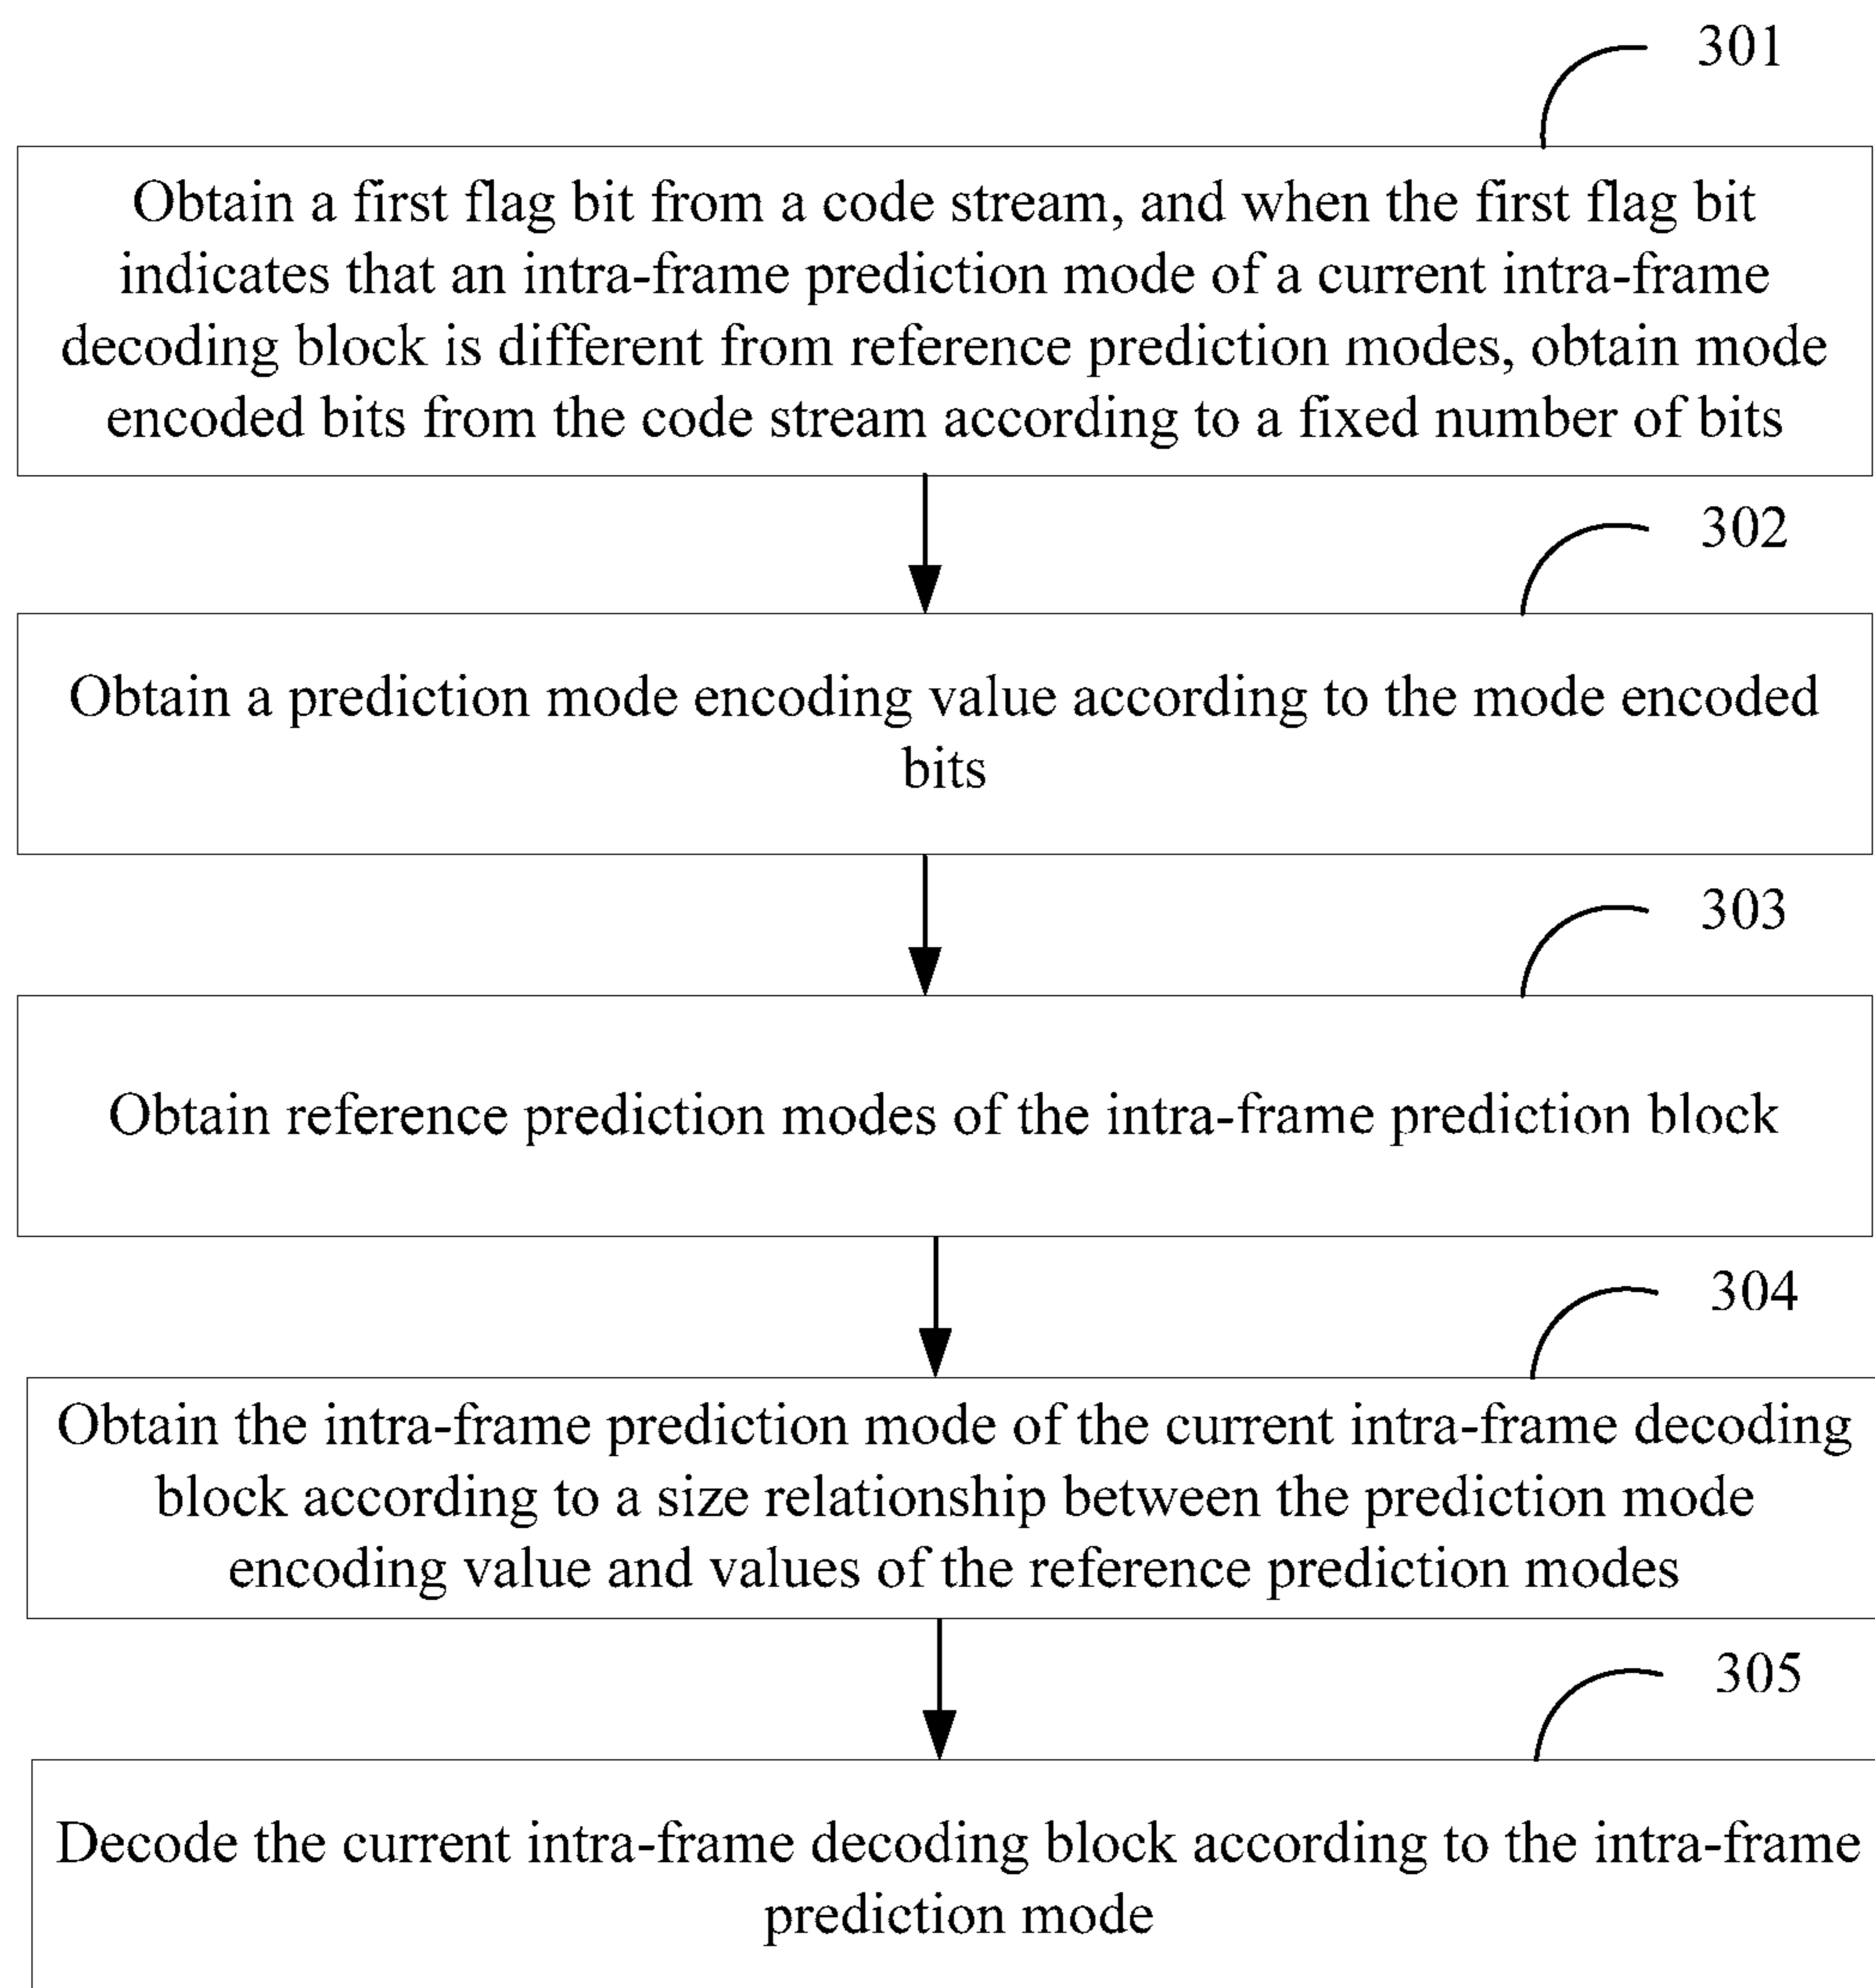 301
Obtain a first flag bit from a code stream, and when the first flag bit
indicates that an intra-frame prediction mode of a current intra-frame
decoding block is different from reference prediction modes, obtain mode
encoded bits from the code stream according to a fixed number of bits
302
Obtain a prediction mode encoding value according to the mode encoded
bits
303
Obtain reference prediction modes of the intra-frame prediction block
304
Obtain the intra-frame prediction mode of the current intra-frame decoding
block according to a size relationship between the prediction mode
encoding value and values of the reference prediction modes
305
Decode the current intra-frame decoding block according to the intra-frame
prediction mode